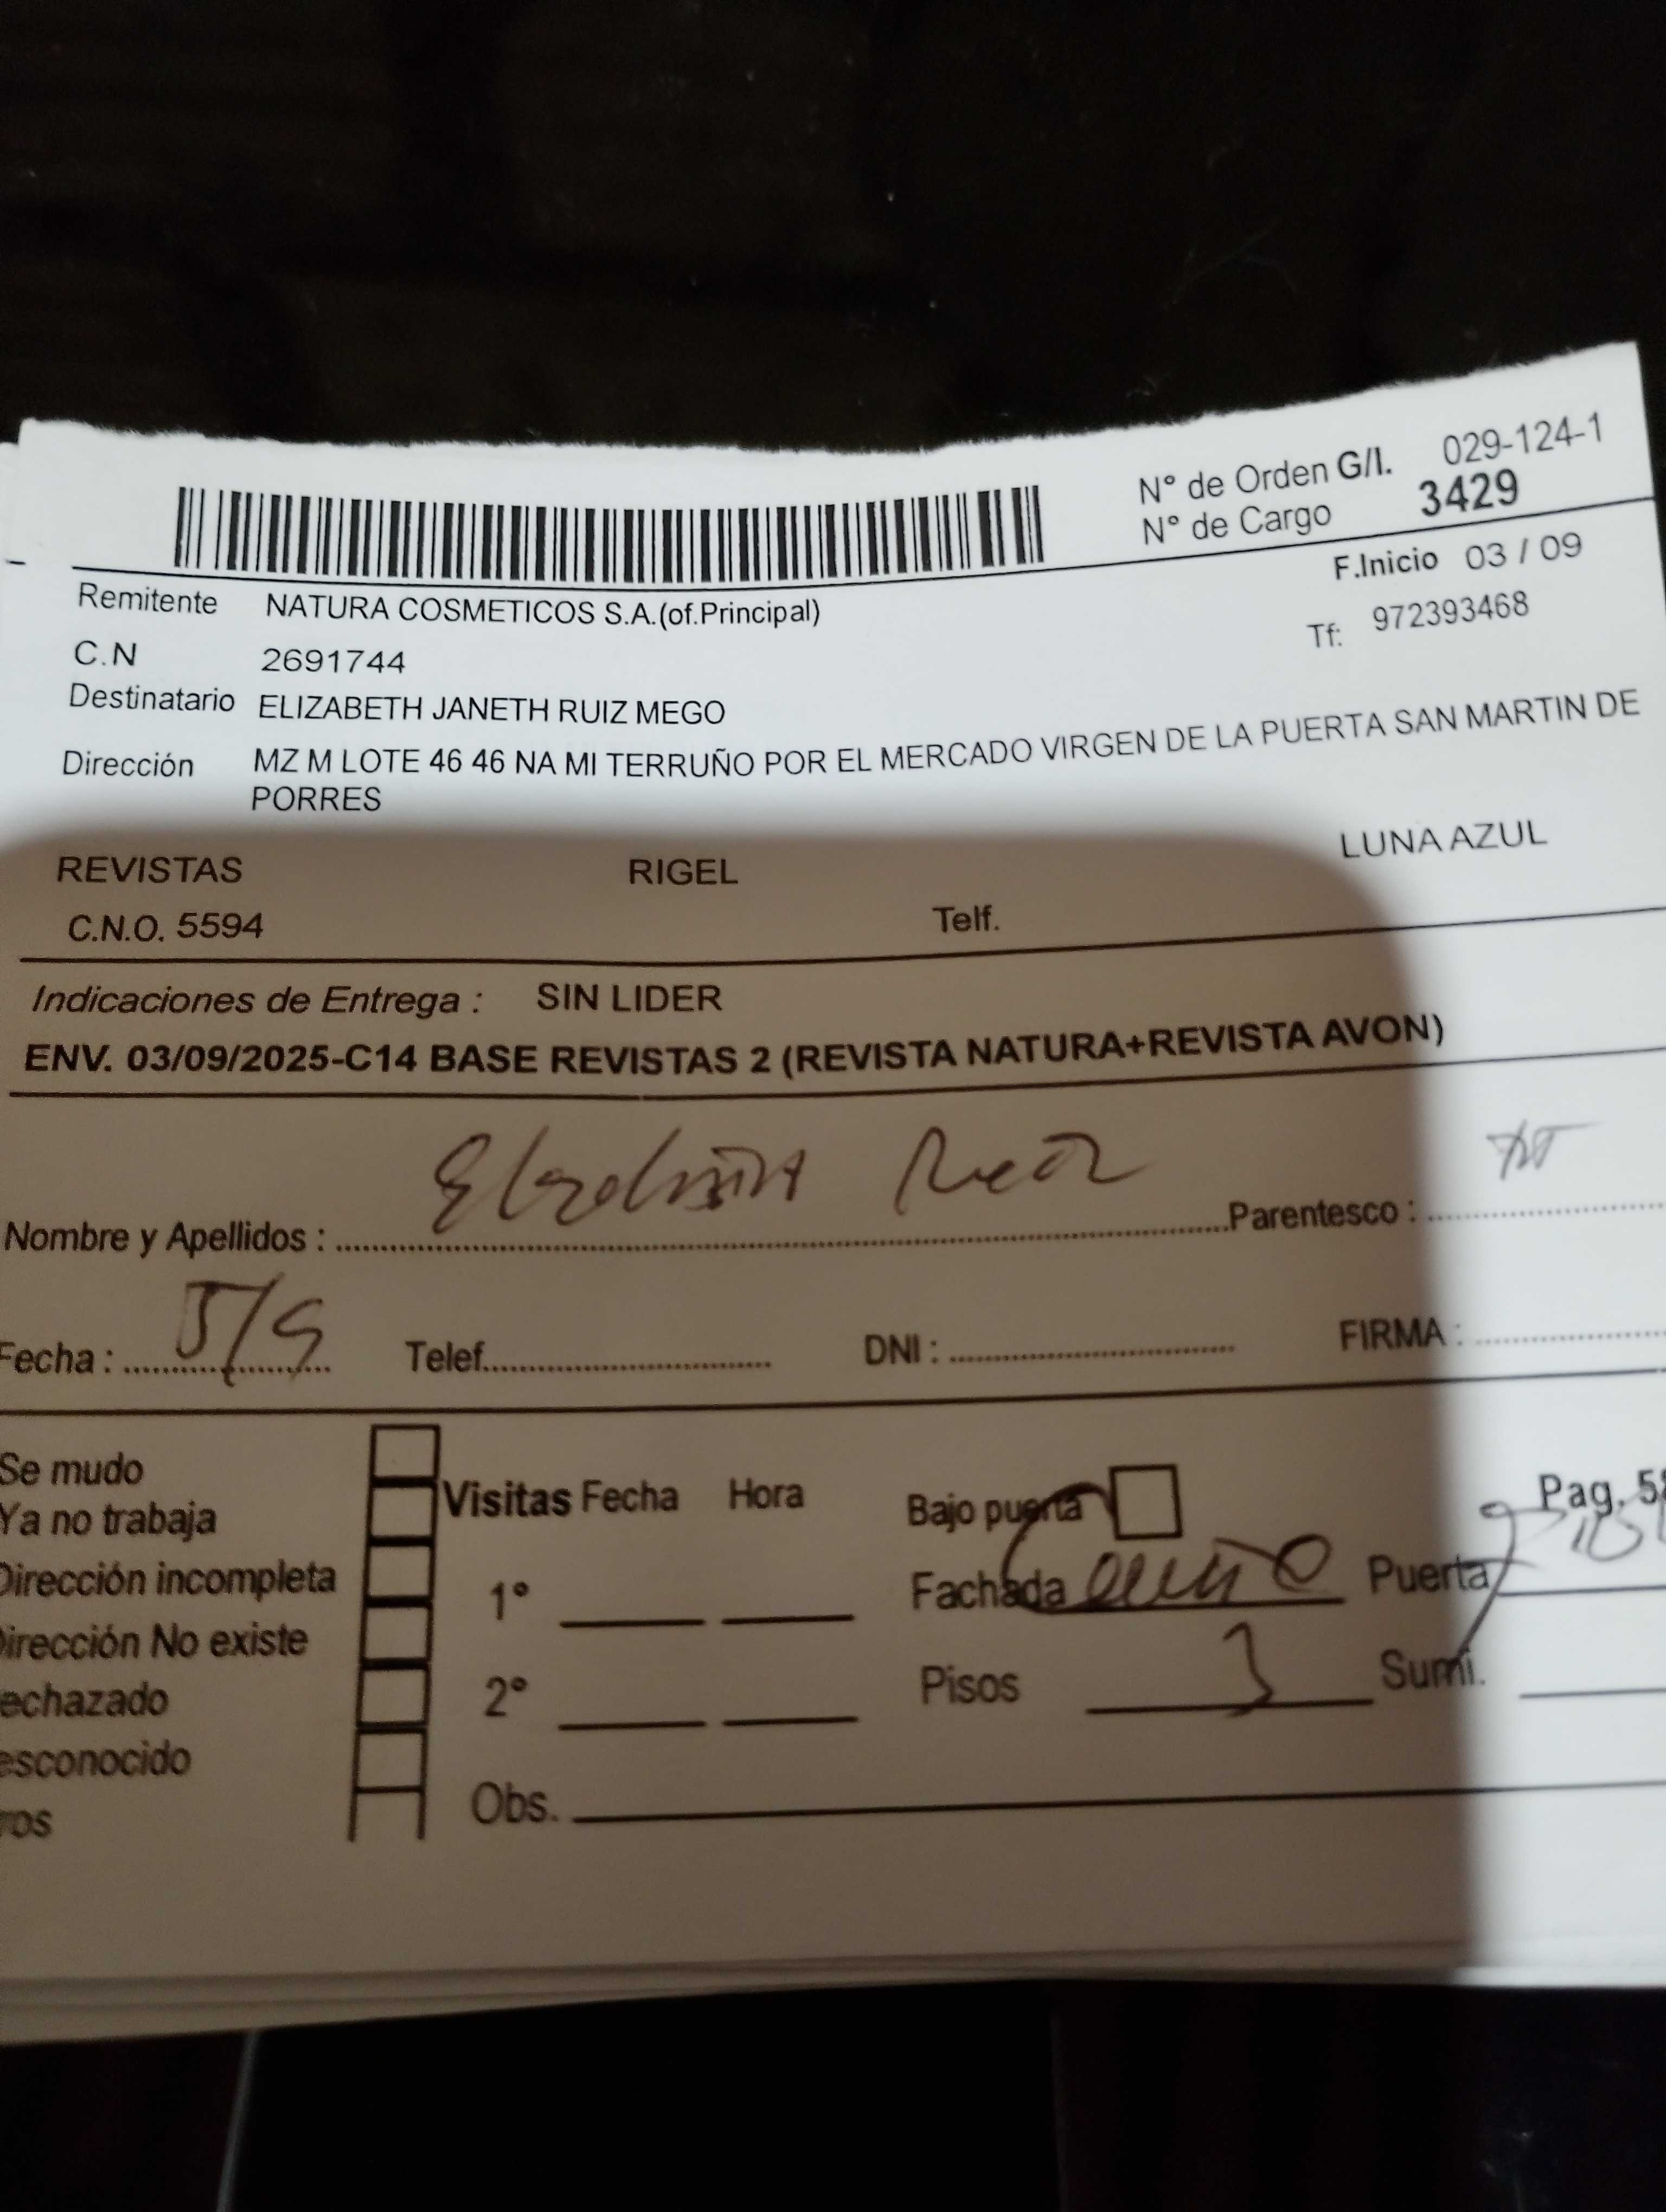 N° de Orden G/I. 029-124-1
N° de Cargo 3429
F.Inicio 03 / 09
Remitente NATURA COSMETICOS S.A.(of.Principal)
Tf: 972393468
C.N 2691744
Destinatario ELIZABETH JANETH RUIZ MEGO
Dirección MZ M LOTE 46 46 NA MI TERRUÑO POR EL MERCADO VIRGEN DE LA PUERTA SAN MARTIN DE
PORRES
REVISTAS RIGEL LUNA AZUL
C.N.O. 5594 Telf.
Indicaciones de Entrega : SIN LIDER
ENV. 03/09/2025-C14 BASE REVISTAS 2 (REVISTA NATURA+REVISTA AVON)
Nombre y Apellidos : Parentesco :
Fecha : 5/9 Telef. DNI : FIRMA :
Se mudo
Ya no trabaja
Dirección incompleta
Dirección No existe
echazado
esconocido
ros
Visitas Fecha Hora
1°
2°
Obs.
Bajo puerta Pag. 58
Fachada Puerta
Pisos 3 Sumi.